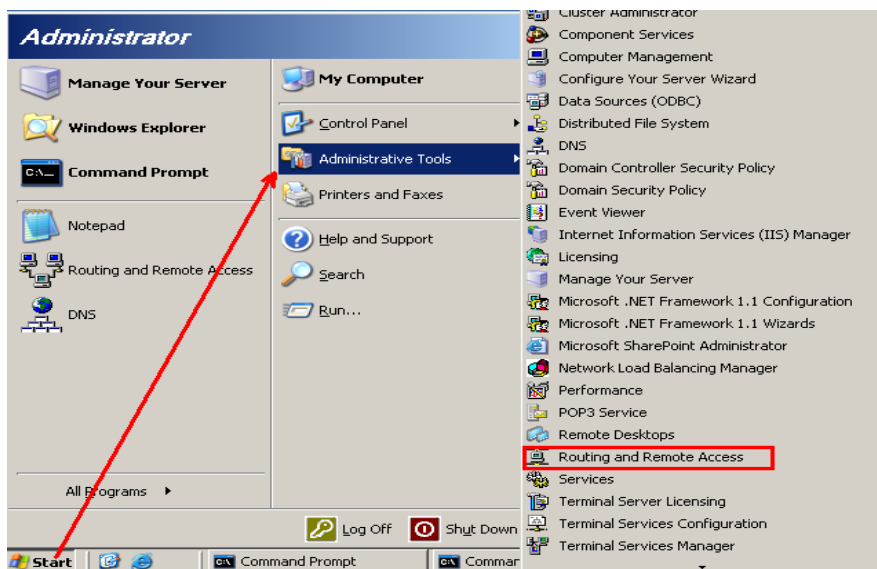 Administrator
Manage Your Server
Windows Explorer
Command Prompt
Notepad
Routing and Remote Access
DNS
All Programs
My Computer
Control Panel
Administrative Tools
Printers and Faxes
Help and Support
Search
Run...
Log Off
Shut Down
Start
Command Prompt
Commar
Cluster Administrator
Component Services
Computer Management
Configure Your Server Wizard
Data Sources (ODBC)
Distributed File System
DNS
Domain Controller Security Policy
Domain Security Policy
Event Viewer
Internet Information Services (IIS) Manager
Licensing
Manage Your Server
Microsoft .NET Framework 1.1 Configuration
Microsoft .NET Framework 1.1 Wizards
Microsoft SharePoint Administrator
Network Load Balancing Manager
Performance
POP3 Service
Remote Desktops
Routing and Remote Access
Services
Terminal Server Licensing
Terminal Services Configuration
Terminal Services Manager